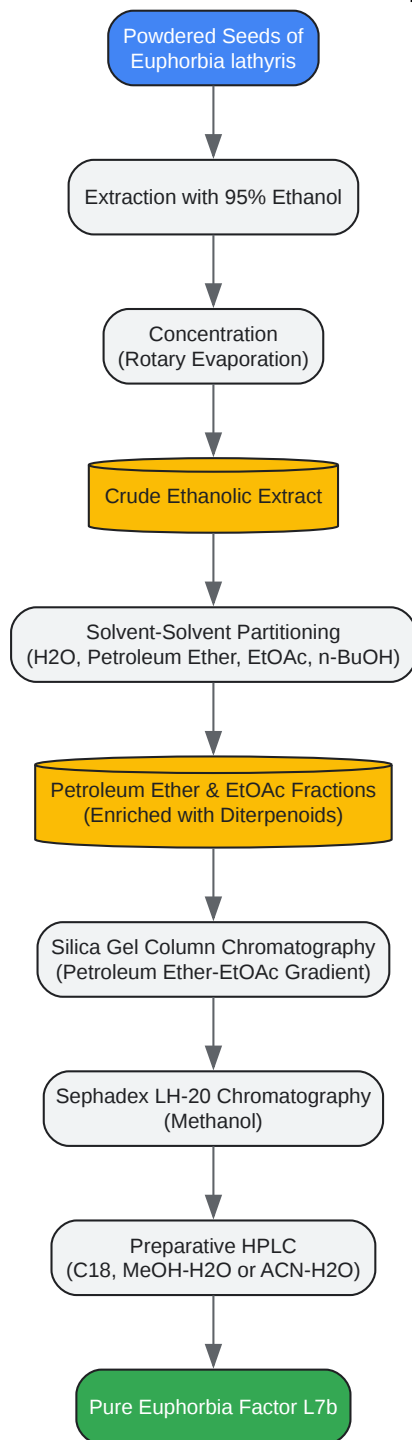 Powdered Seeds of
Euphorbia lathyris
Extraction with 95% Ethanol
Concentration
(Rotary Evaporation)
Crude Ethanolic Extract
Solvent-Solvent Partitioning
(H2O, Petroleum Ether, EtOAc, n-BuOH)
Petroleum Ether & EtOAc Fractions
(Enriched with Diterpenoids)
Silica Gel Column Chromatography
(Petroleum Ether-EtOAc Gradient)
Sephadex LH-20 Chromatography
(Methanol)
Preparative HPLC
(C18, MeOH-H2O or ACN-H2O)
Pure Euphorbia Factor L7b